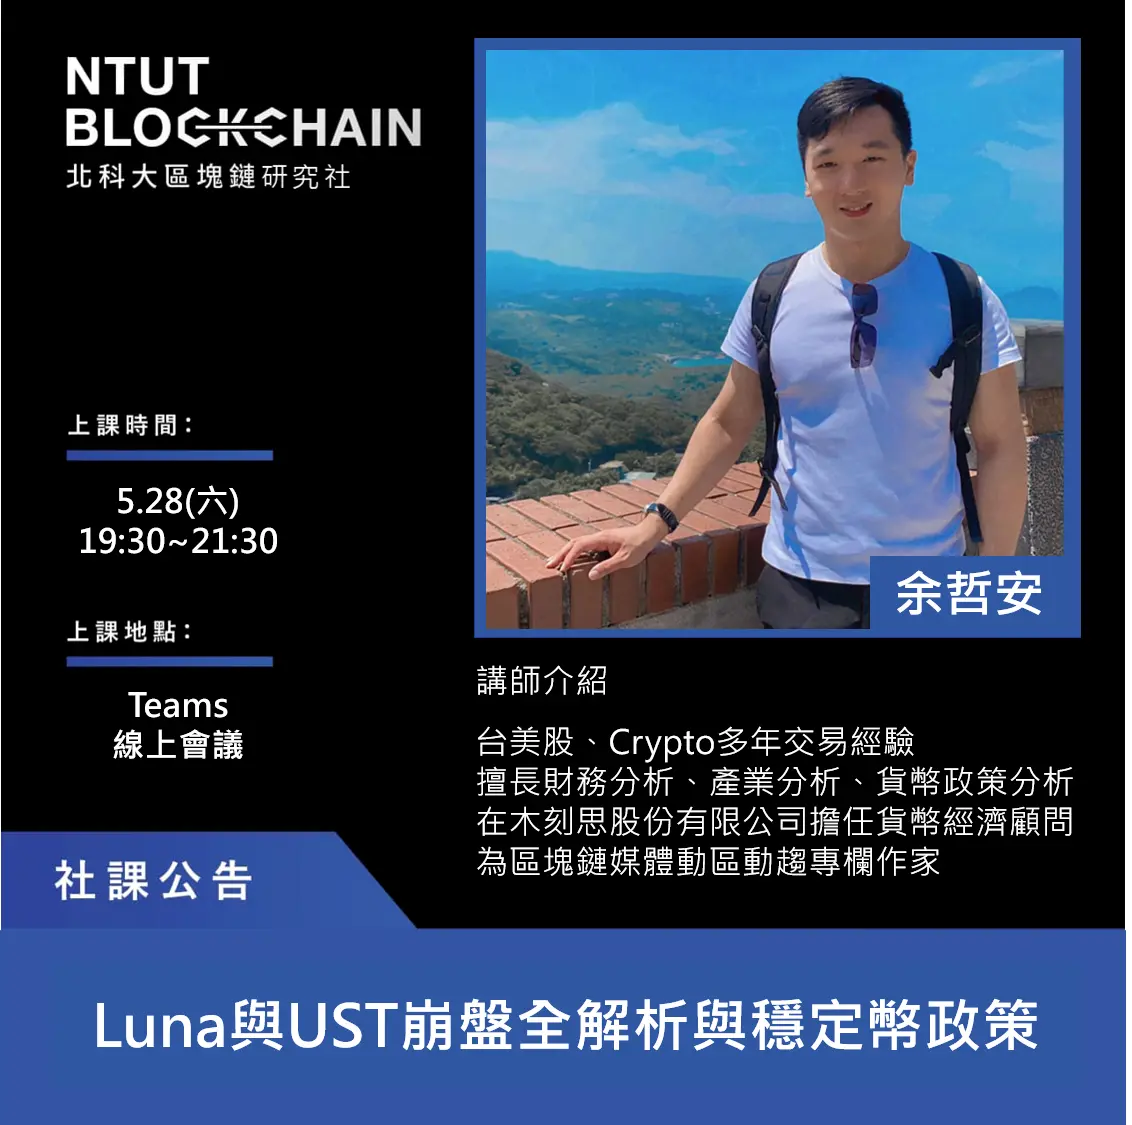 NTUT
BLOCKCHAIN
北科大區塊鏈研究社
上課時間：
5.28(六)
19:30~21:30
上課地點：
Teams
線上會議
余哲安
講師介紹
台美股、Crypto多年交易經驗
擅長財務分析、產業分析、貨幣政策分析
在木刻思股份有限公司擔任貨幣經濟顧問
為區塊鏈媒體動區動趨專欄作家
社課公告
Luna與UST崩盤全解析與穩定幣政策